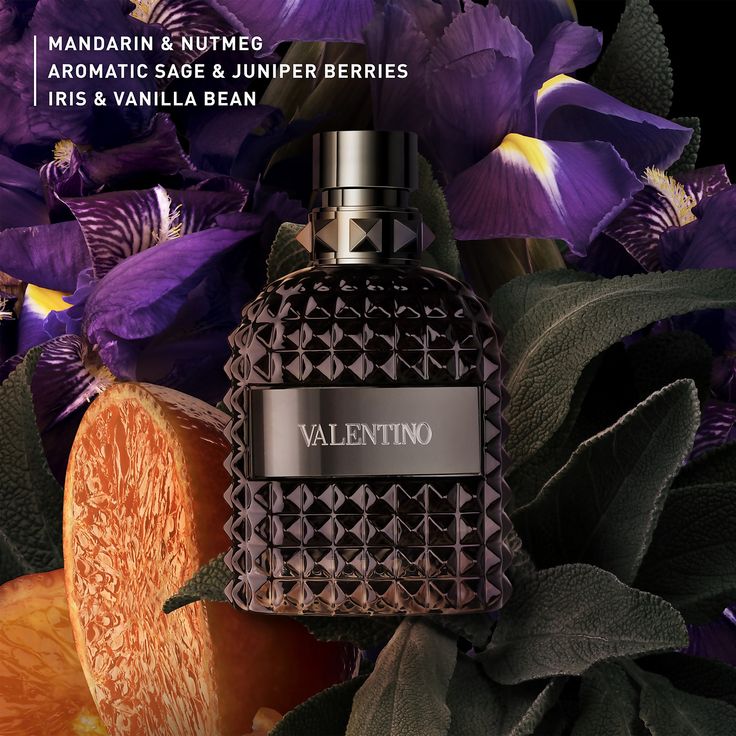 MANDARIN & NUTMEG
AROMATIC SAGE & JUNIPER BERRIES
IRIS & VANILLA BEAN
VALENTINO